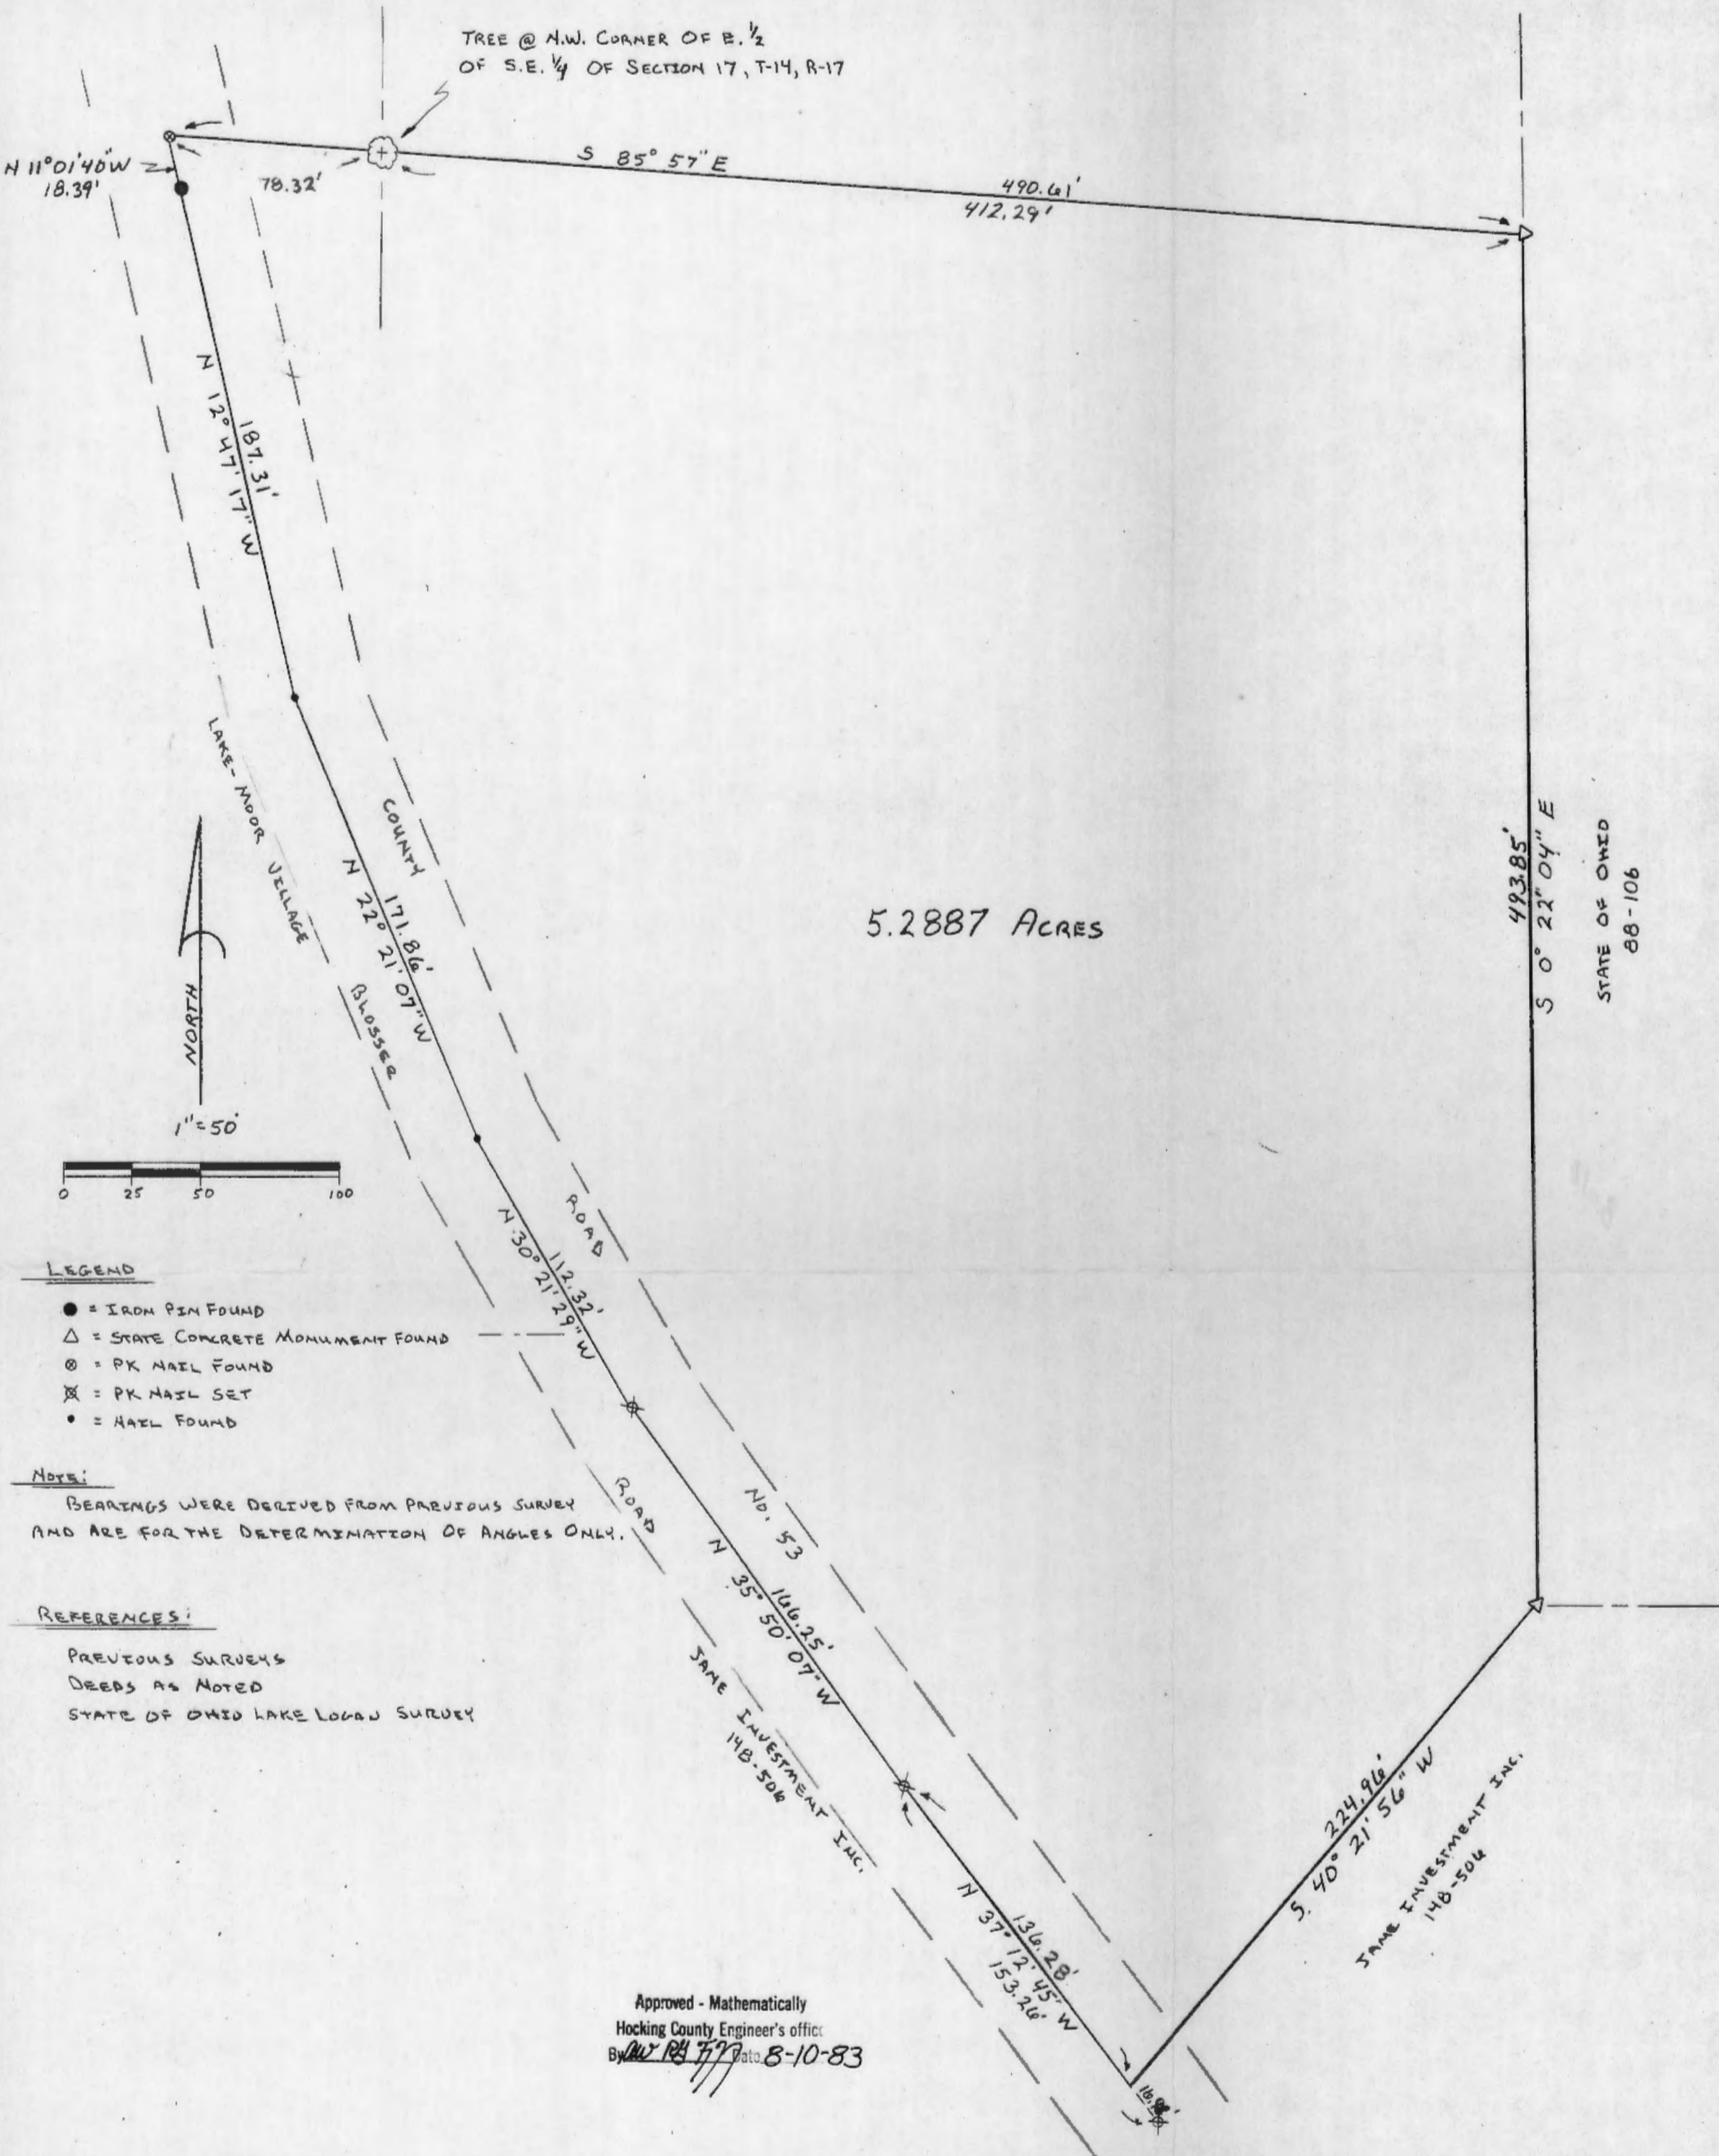 TREE @ N.W. CORNER OF E. 1/2
OF S.E. 1/4 OF SECTION 17, T-14, R-17
N 11°01'40"W
18.39'
78.32'
S 85° 57" E
490.61'
412.29'
N 12° 47' 17" W
187.31'
LAKE-MOOR VILLAGE
COUNTY
N 22° 21' 07" W
171.86'
BLOSSER
493.85'
S 0° 22" 04" E
STATE OF OHIO
88-106
5.2887 ACRES
NORTH
1"=50'
0 25 50 100
ROAD
N 30° 21' 29" W
112.32'
LEGEND
● = IRON PIN FOUND
△ = STATE CONCRETE MONUMENT FOUND
⊗ = PK NAIL FOUND
= PK NAIL SET
• = NAIL FOUND
NOTE:
BEARINGS WERE DERIVED FROM PREVIOUS SURVEY
AND ARE FOR THE DETERMINATION OF ANGLES ONLY.
ROAD
NO. 53
N 35° 50' 07" W
166.25'
REFERENCES:
PREVIOUS SURVEYS
DEEDS AS NOTED
STATE OF OHIO LAKE LOGAN SURVEY
SAME INVESTMENT INC.
148-506
224.96'
S. 40° 21' 56" W
SAME INVESTMENT INC.
148-506
N 37° 12' 45" W
136.28'
153.26'
Approved - Mathematically
Hocking County Engineer's office
By Date 8-10-83